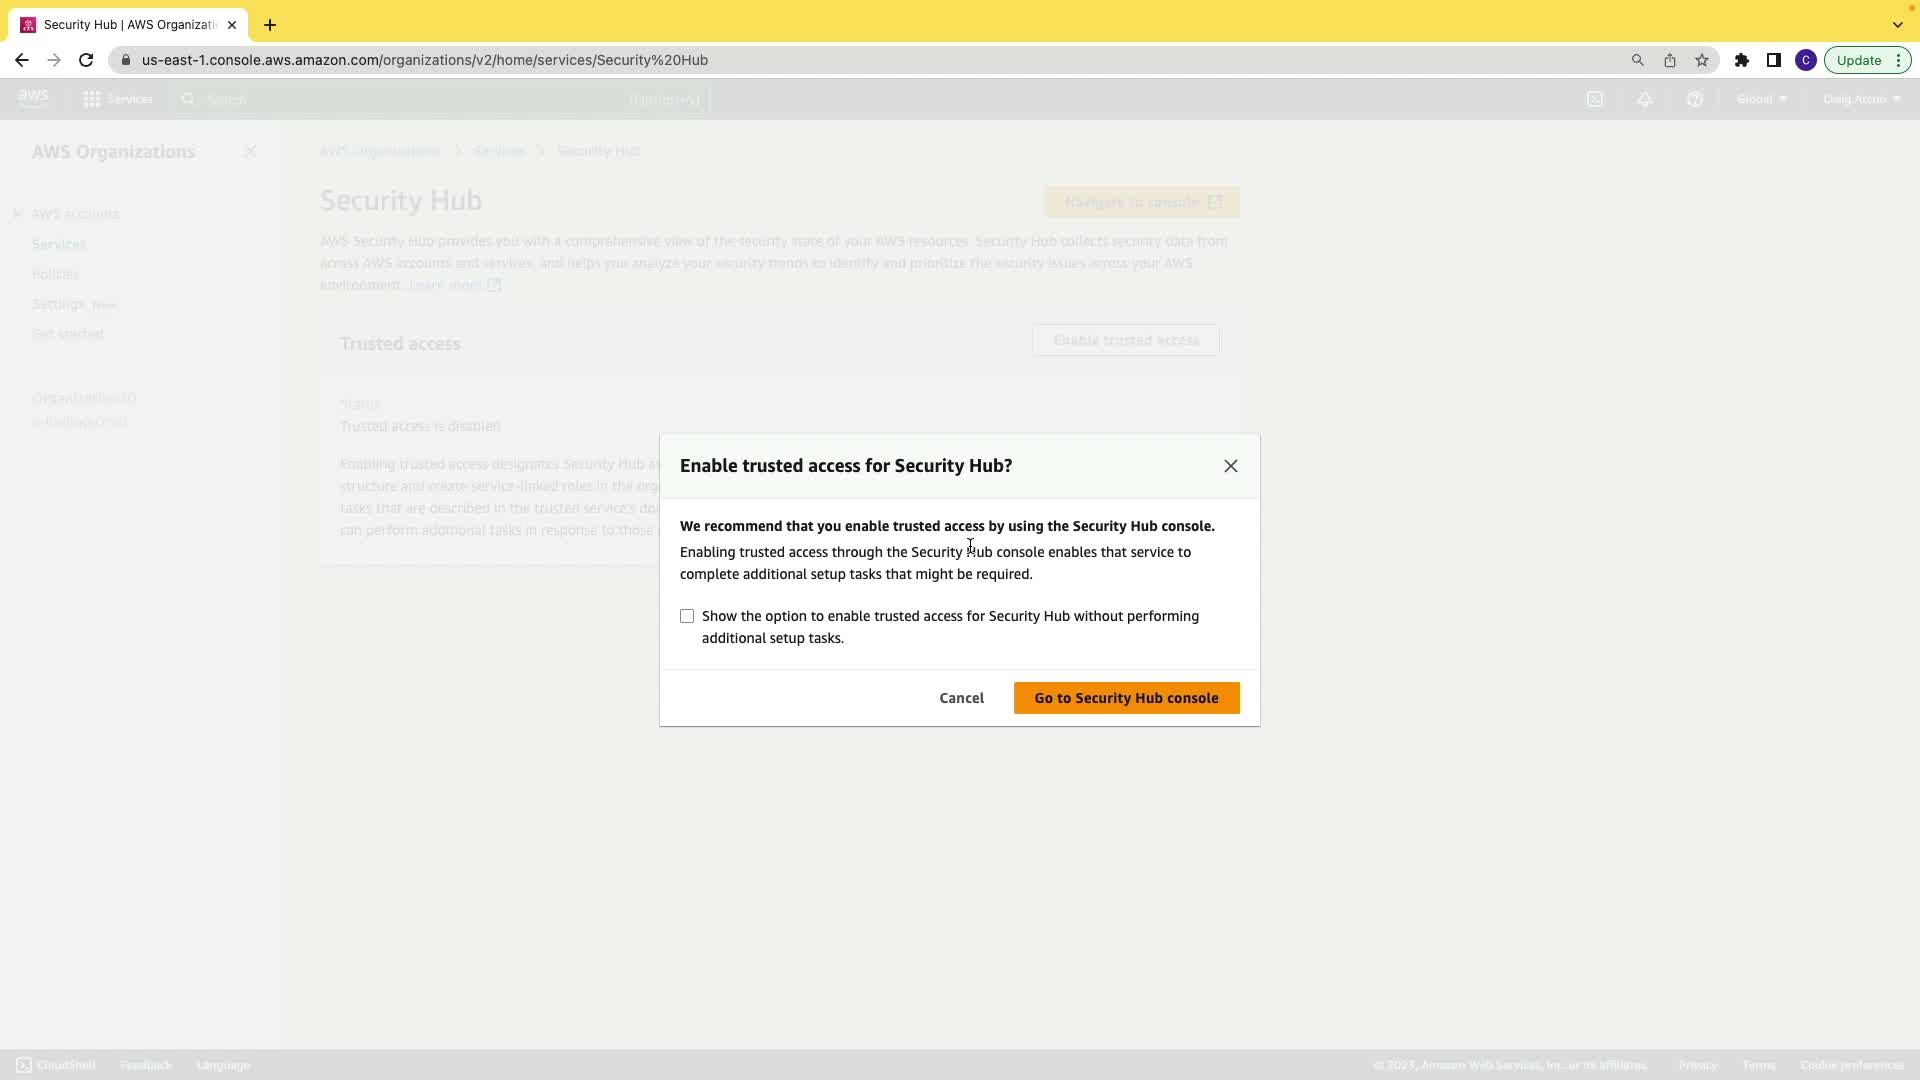 Security Hub | AWS Organizati
us-east-1.console.aws.amazon.com/organizations/v2/home/services/Security%20Hub
C
Update
aws
Services
Search
[Option+S]
Global
AWS Organizations
AWS Organizations > Services > Security Hub
AWS accounts
Services
Policies
Settings New
Get started
Organization ID
Security Hub
Navigate to console
AWS Security Hub provides you with a comprehensive view of the security state of your AWS resources. Security Hub collects security data from
across AWS accounts and services, and helps you analyze your security trends to identify and prioritize the security issues across your AWS
environment. Learn more
Trusted access
Enable trusted access
Status
Trusted access is disabled
Enabling trusted access designates Security Hub as
structure and create service-linked roles in the org
tasks that are described in the trusted service's do
can perform additional tasks in response to those
Enable trusted access for Security Hub?
We recommend that you enable trusted access by using the Security Hub console.
Enabling trusted access through the Security Hub console enables that service to
complete additional setup tasks that might be required.
Show the option to enable trusted access for Security Hub without performing
additional setup tasks.
Cancel
Go to Security Hub console
CloudShell
Feedback
Language
© 2023, Amazon Web Services, Inc. or its affiliates.
Privacy
Terms
Cookie preferences